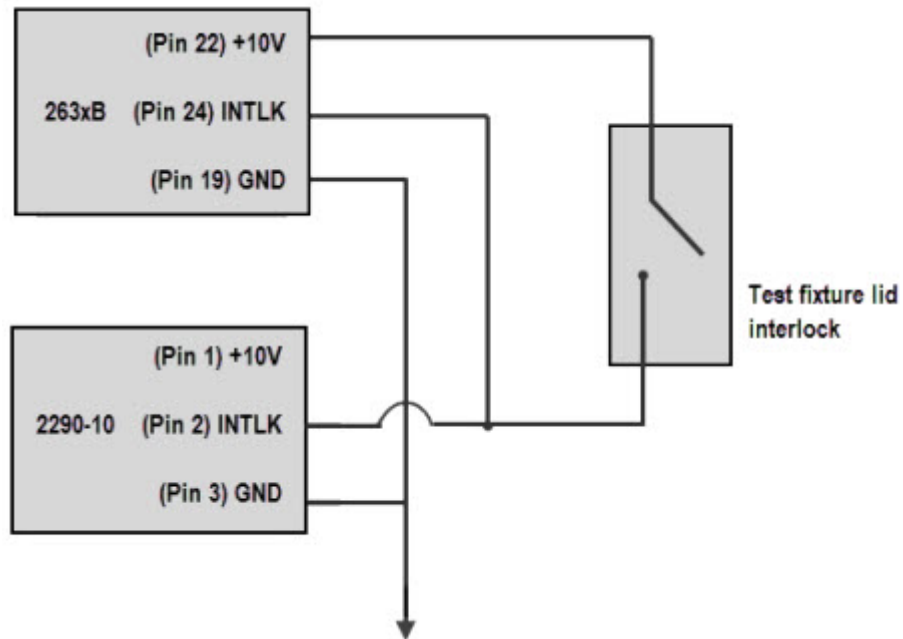 (Pin 22) +10V
263xB (Pin 24) INTLK
(Pin 19) GND
Test fixture lid
interlock
(Pin 1) +10V
2290-10 (Pin 2) INTLK
(Pin 3) GND